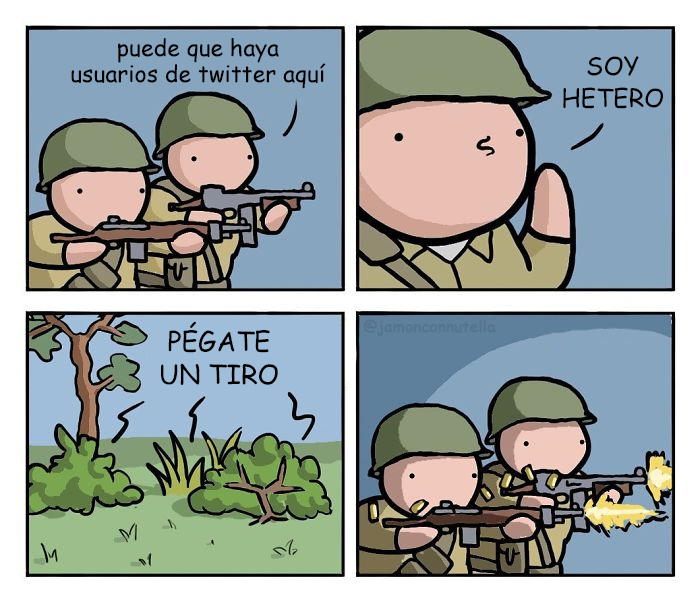 puede que haya
usuarios de twitter aquí
SOY
HETERO
PÉGATE
UN TIRO
@jamonconnutella